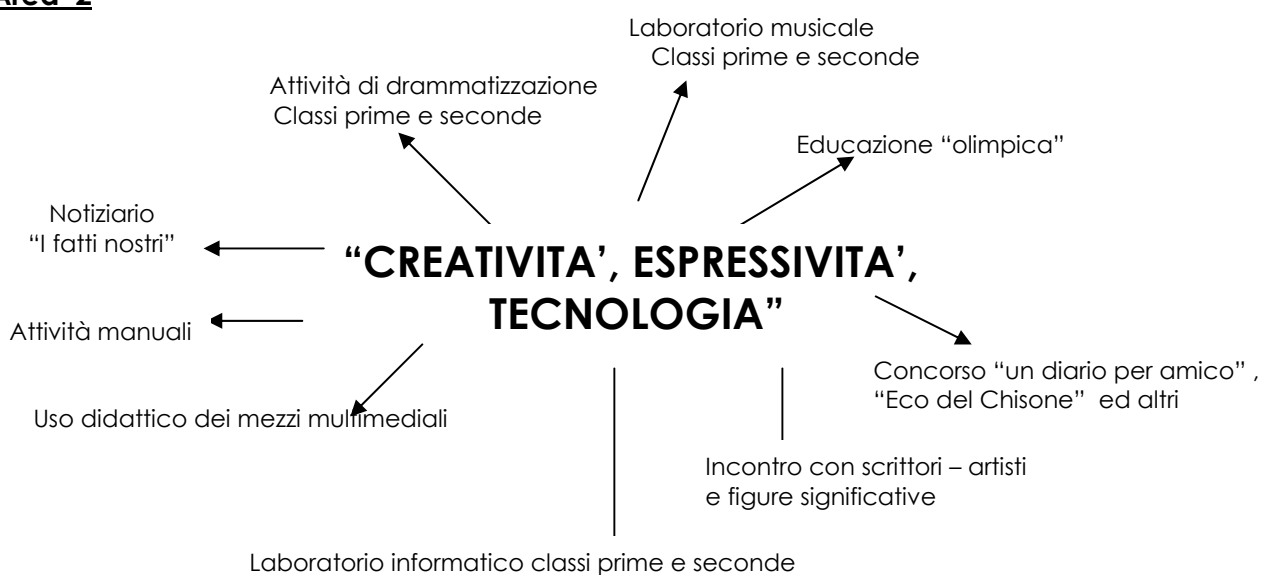 Area 2
Laboratorio musicale
Classi prime e seconde
Attività di drammatizzazione
Classi prime e seconde
Educazione “olimpica”
Notiziario
“I fatti nostri”
“CREATIVITA’, ESPRESSIVITA’,
TECNOLOGIA”
Attività manuali
Concorso “un diario per amico” ,
“Eco del Chisone” ed altri
Uso didattico dei mezzi multimediali
Incontro con scrittori – artisti
e figure significative
Laboratorio informatico classi prime e seconde